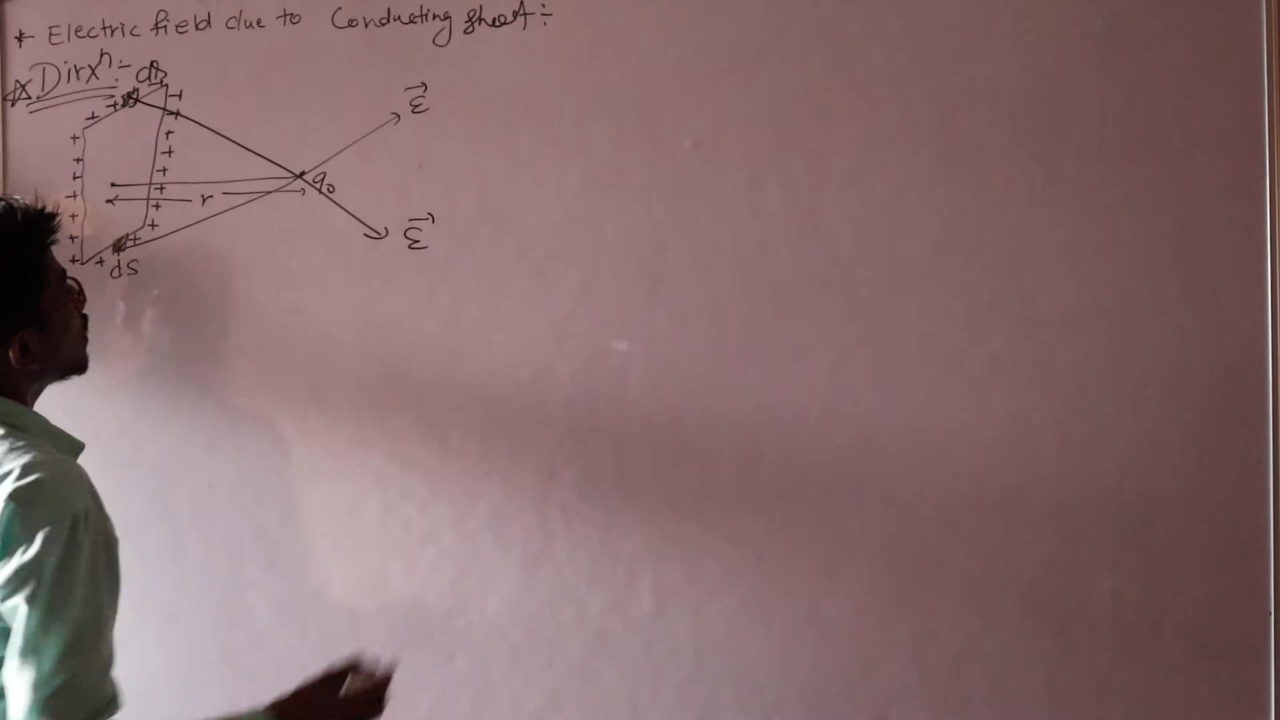 * Electric field due to Conducting sheet :-
☆ Dirxⁿ :- ds
q₀
r
ds
E⃗
E⃗